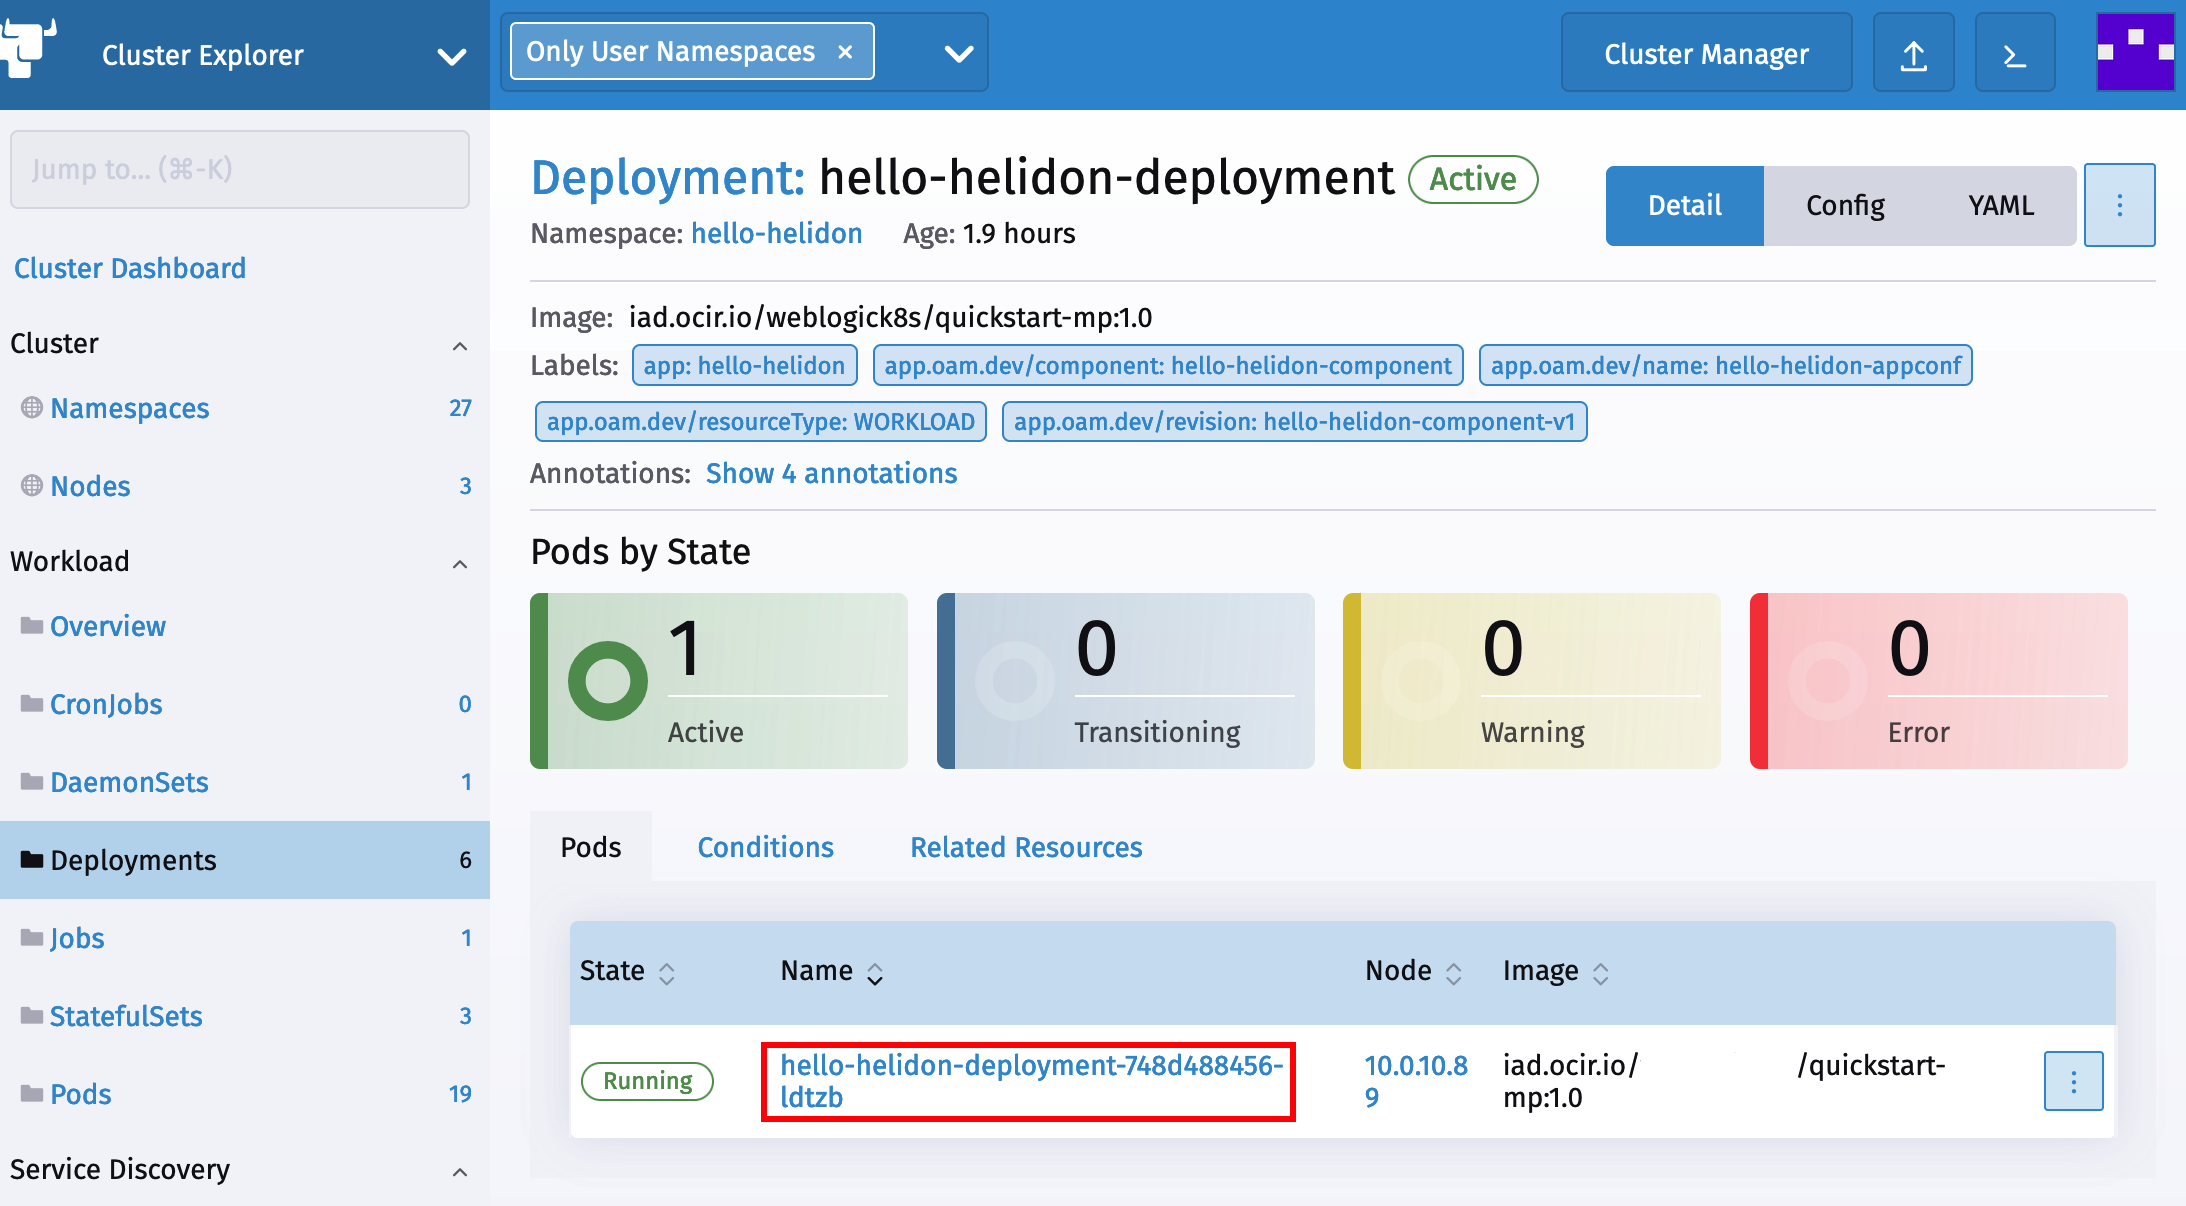 Cluster Explorer
Only User Namespaces ×
Cluster Manager
Jump to... (⌘-K)
Cluster Dashboard
Cluster
Namespaces 27
Nodes 3
Workload
Overview
CronJobs 0
DaemonSets 1
Deployments 6
Jobs 1
StatefulSets 3
Pods 19
Service Discovery
Deployment: hello-helidon-deployment Active
Namespace: hello-helidon Age: 1.9 hours
Detail Config YAML
Image: iad.ocir.io/weblogick8s/quickstart-mp:1.0
Labels: app: hello-helidon app.oam.dev/component: hello-helidon-component app.oam.dev/name: hello-helidon-appconf
app.oam.dev/resourceType: WORKLOAD app.oam.dev/revision: hello-helidon-component-v1
Annotations: Show 4 annotations
Pods by State
1 Active
0 Transitioning
0 Warning
0 Error
Pods Conditions Related Resources
State Name Node Image
Running
hello-helidon-deployment-748d488456-
ldtzb
10.0.10.8
9
iad.ocir.io/ /quickstart-
mp:1.0